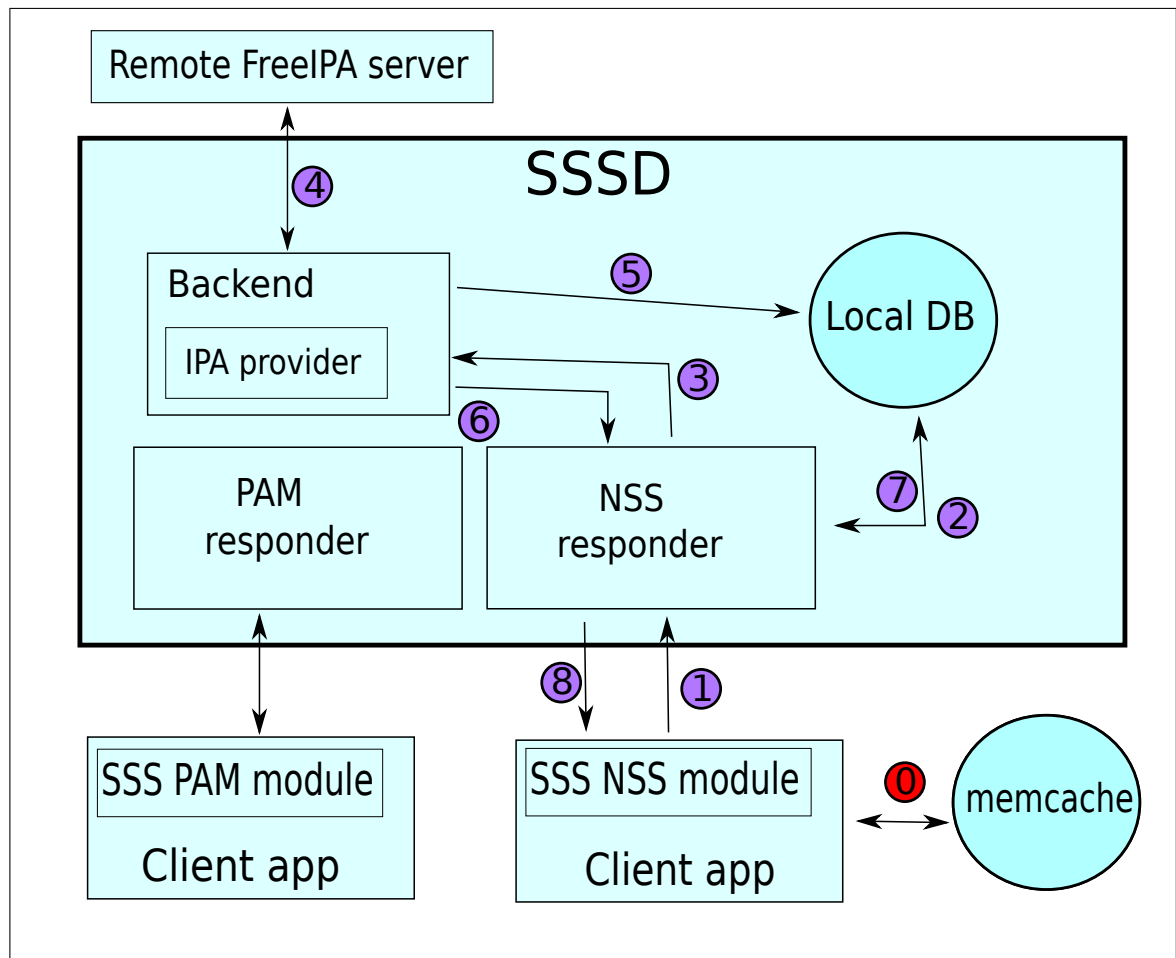 Remote FreeIPA server
SSSD
4
Backend
5
Local DB
IPA provider
3
6
PAM
responder
NSS
responder
7
2
8
1
SSS PAM module
Client app
SSS NSS module
Client app
0
memcache